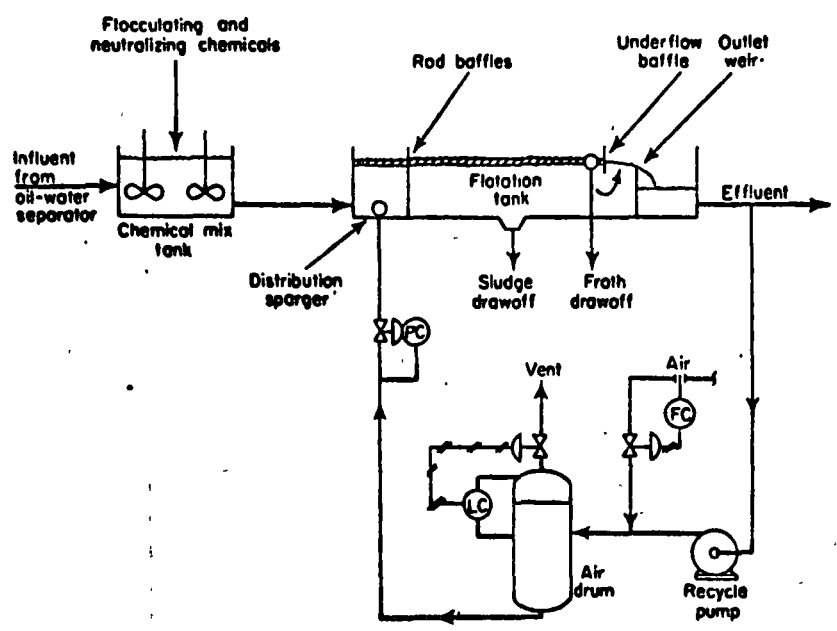 Flocculating and
neutralizing chemicals
Influent
from
oil-water
separator
Chemical mix
tank
Rod baffles
Underflow
baffle
Outlet
weir
Flotation
tank
Effluent
Distribution
sparger
Sludge
drawoff
Froth
drawoff
PC
Vent
Air
FC
LC
Air
drum
Recycle
pump